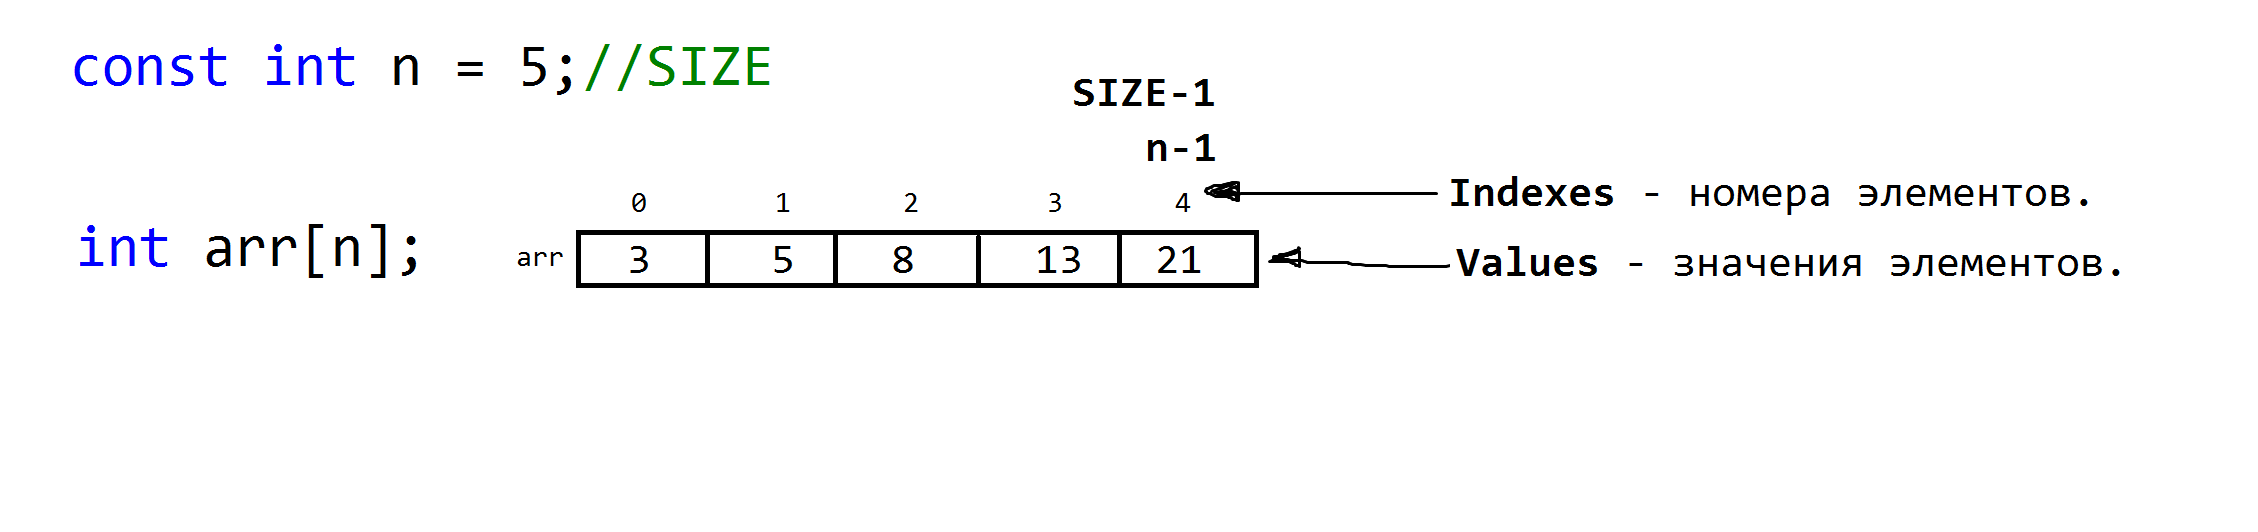 const int n = 5;//SIZE
SIZE-1
n-1
0 1 2 3 4
Indexes - номера элементов.
int arr[n];
arr 3 5 8 13 21
Values - значения элементов.